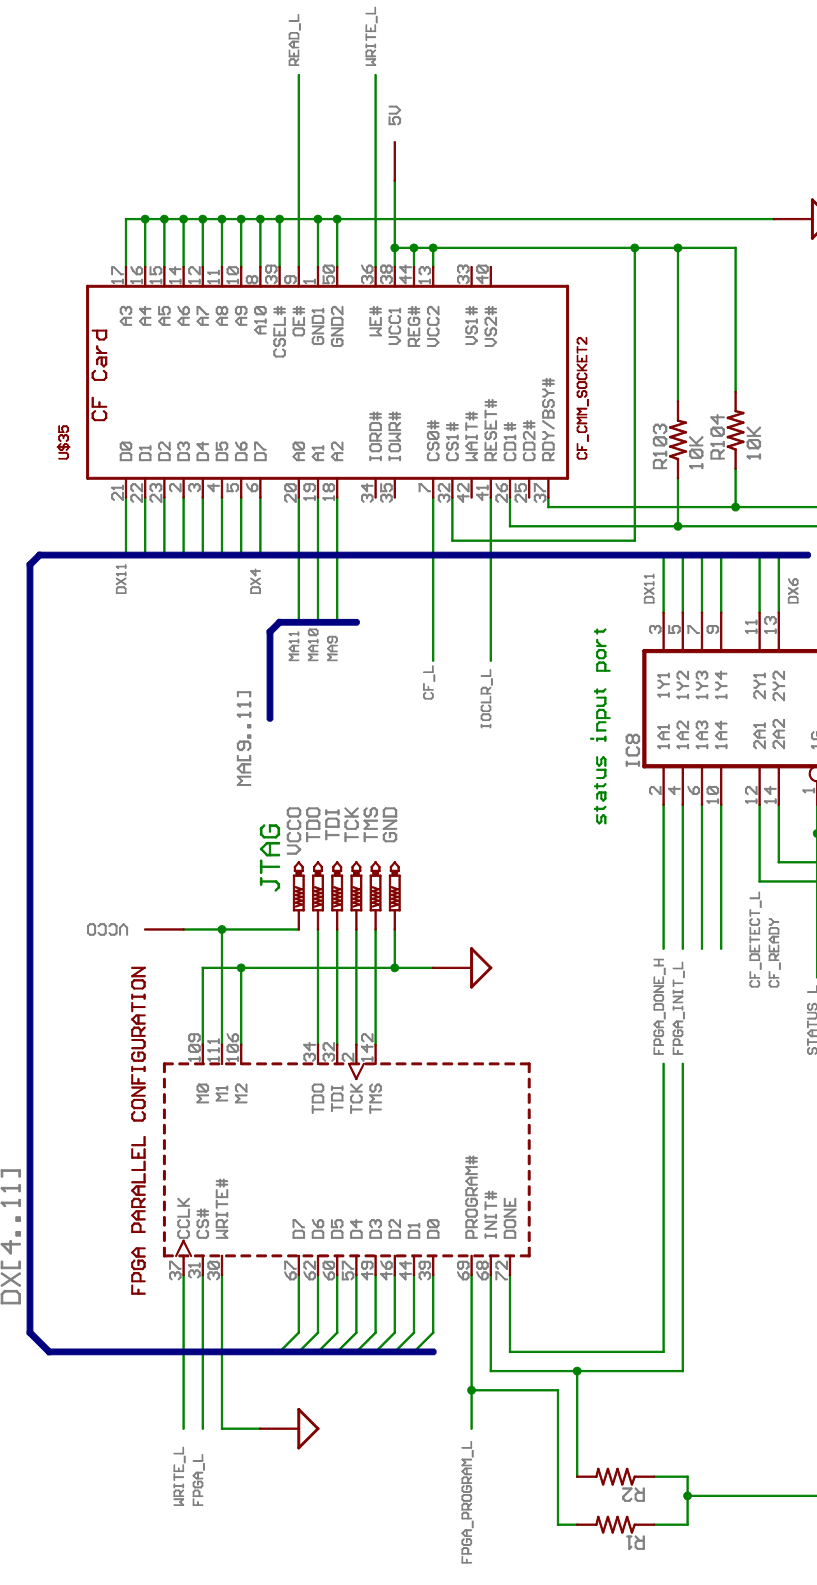 READ_L
WRITE_L
5V
17
16
15
14
12
11
10
8
39
9
1
50
36
38
44
13
33
40
A3
A4
A5
A6
A7
A8
A9
A10
CSEL#
OE#
GND1
GND2
WE#
VCC1
REG#
VCC2
VS1#
VS2#
CF Card
U$35
CF_CMM_SOCKET2
D0
D1
D2
D3
D4
D5
D6
D7
A0
A1
A2
IORD#
IOWR#
CS0#
CS1#
WAIT#
RESET#
CD1#
CD2#
RDY/BSY#
21
22
23
2
3
4
5
6
20
19
18
34
35
7
32
42
41
26
25
37
R103
10K
R104
10K
DX11
DX4
MA11
MA10
MA9
MA[9..11]
CF_L
IOCLR_L
DX11
DX6
status input port
IC8
3
5
7
9
11
13
1Y1
1Y2
1Y3
1Y4
2Y1
2Y2
1A1
1A2
1A3
1A4
2A1
2A2
2
4
6
10
12
14
1
JTAG
VCCO
TDO
TDI
TCK
TMS
GND
VCCO
CF_DETECT_L
CF_READY
FPGA_DONE_H
FPGA_INIT_L
STATUS_L
FPGA PARALLEL CONFIGURATION
109
111
106
34
32
2
142
M0
M1
M2
TDO
TDI
TCK
TMS
CCLK
CS#
WRITE#
D7
D6
D5
D4
D3
D2
D1
D0
PROGRAM#
INIT#
DONE
37
31
30
67
62
60
57
49
46
44
39
69
68
72
DX[4..11]
WRITE_L
FPGA_L
FPGA_PROGRAM_L
R2
R1